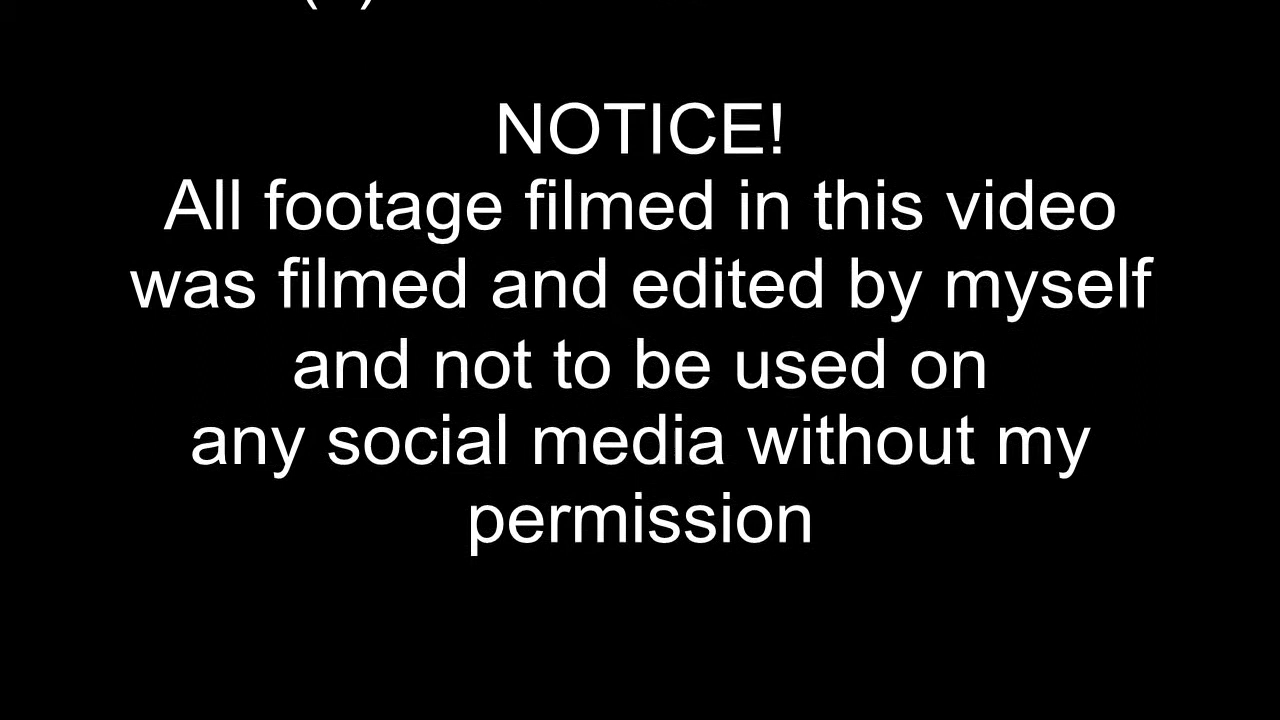 NOTICE!
All footage filmed in this video
was filmed and edited by myself
and not to be used on
any social media without my
permission